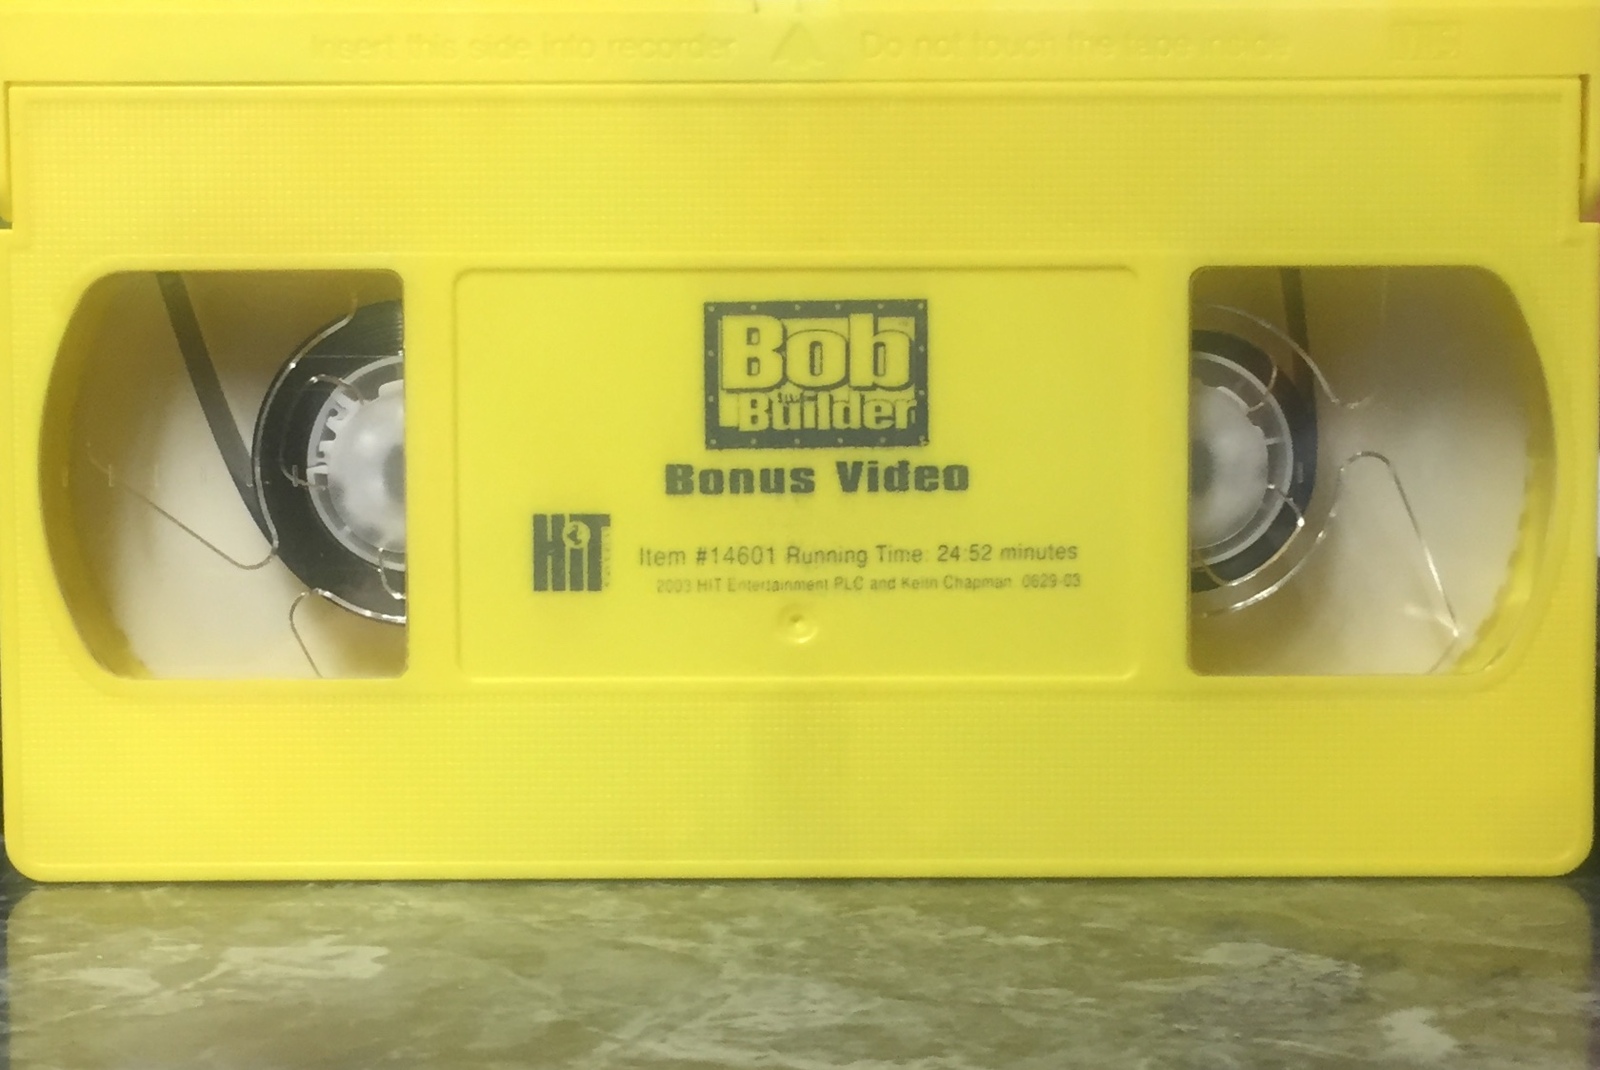 Insert this side into recorder Do not touch the tape inside
Bob
the
Builder
Bonus Video
HiT
Item #14601 Running Time: 24:52 minutes
2003 HIT Entertainment PLC and Keith Chapman 0629-03